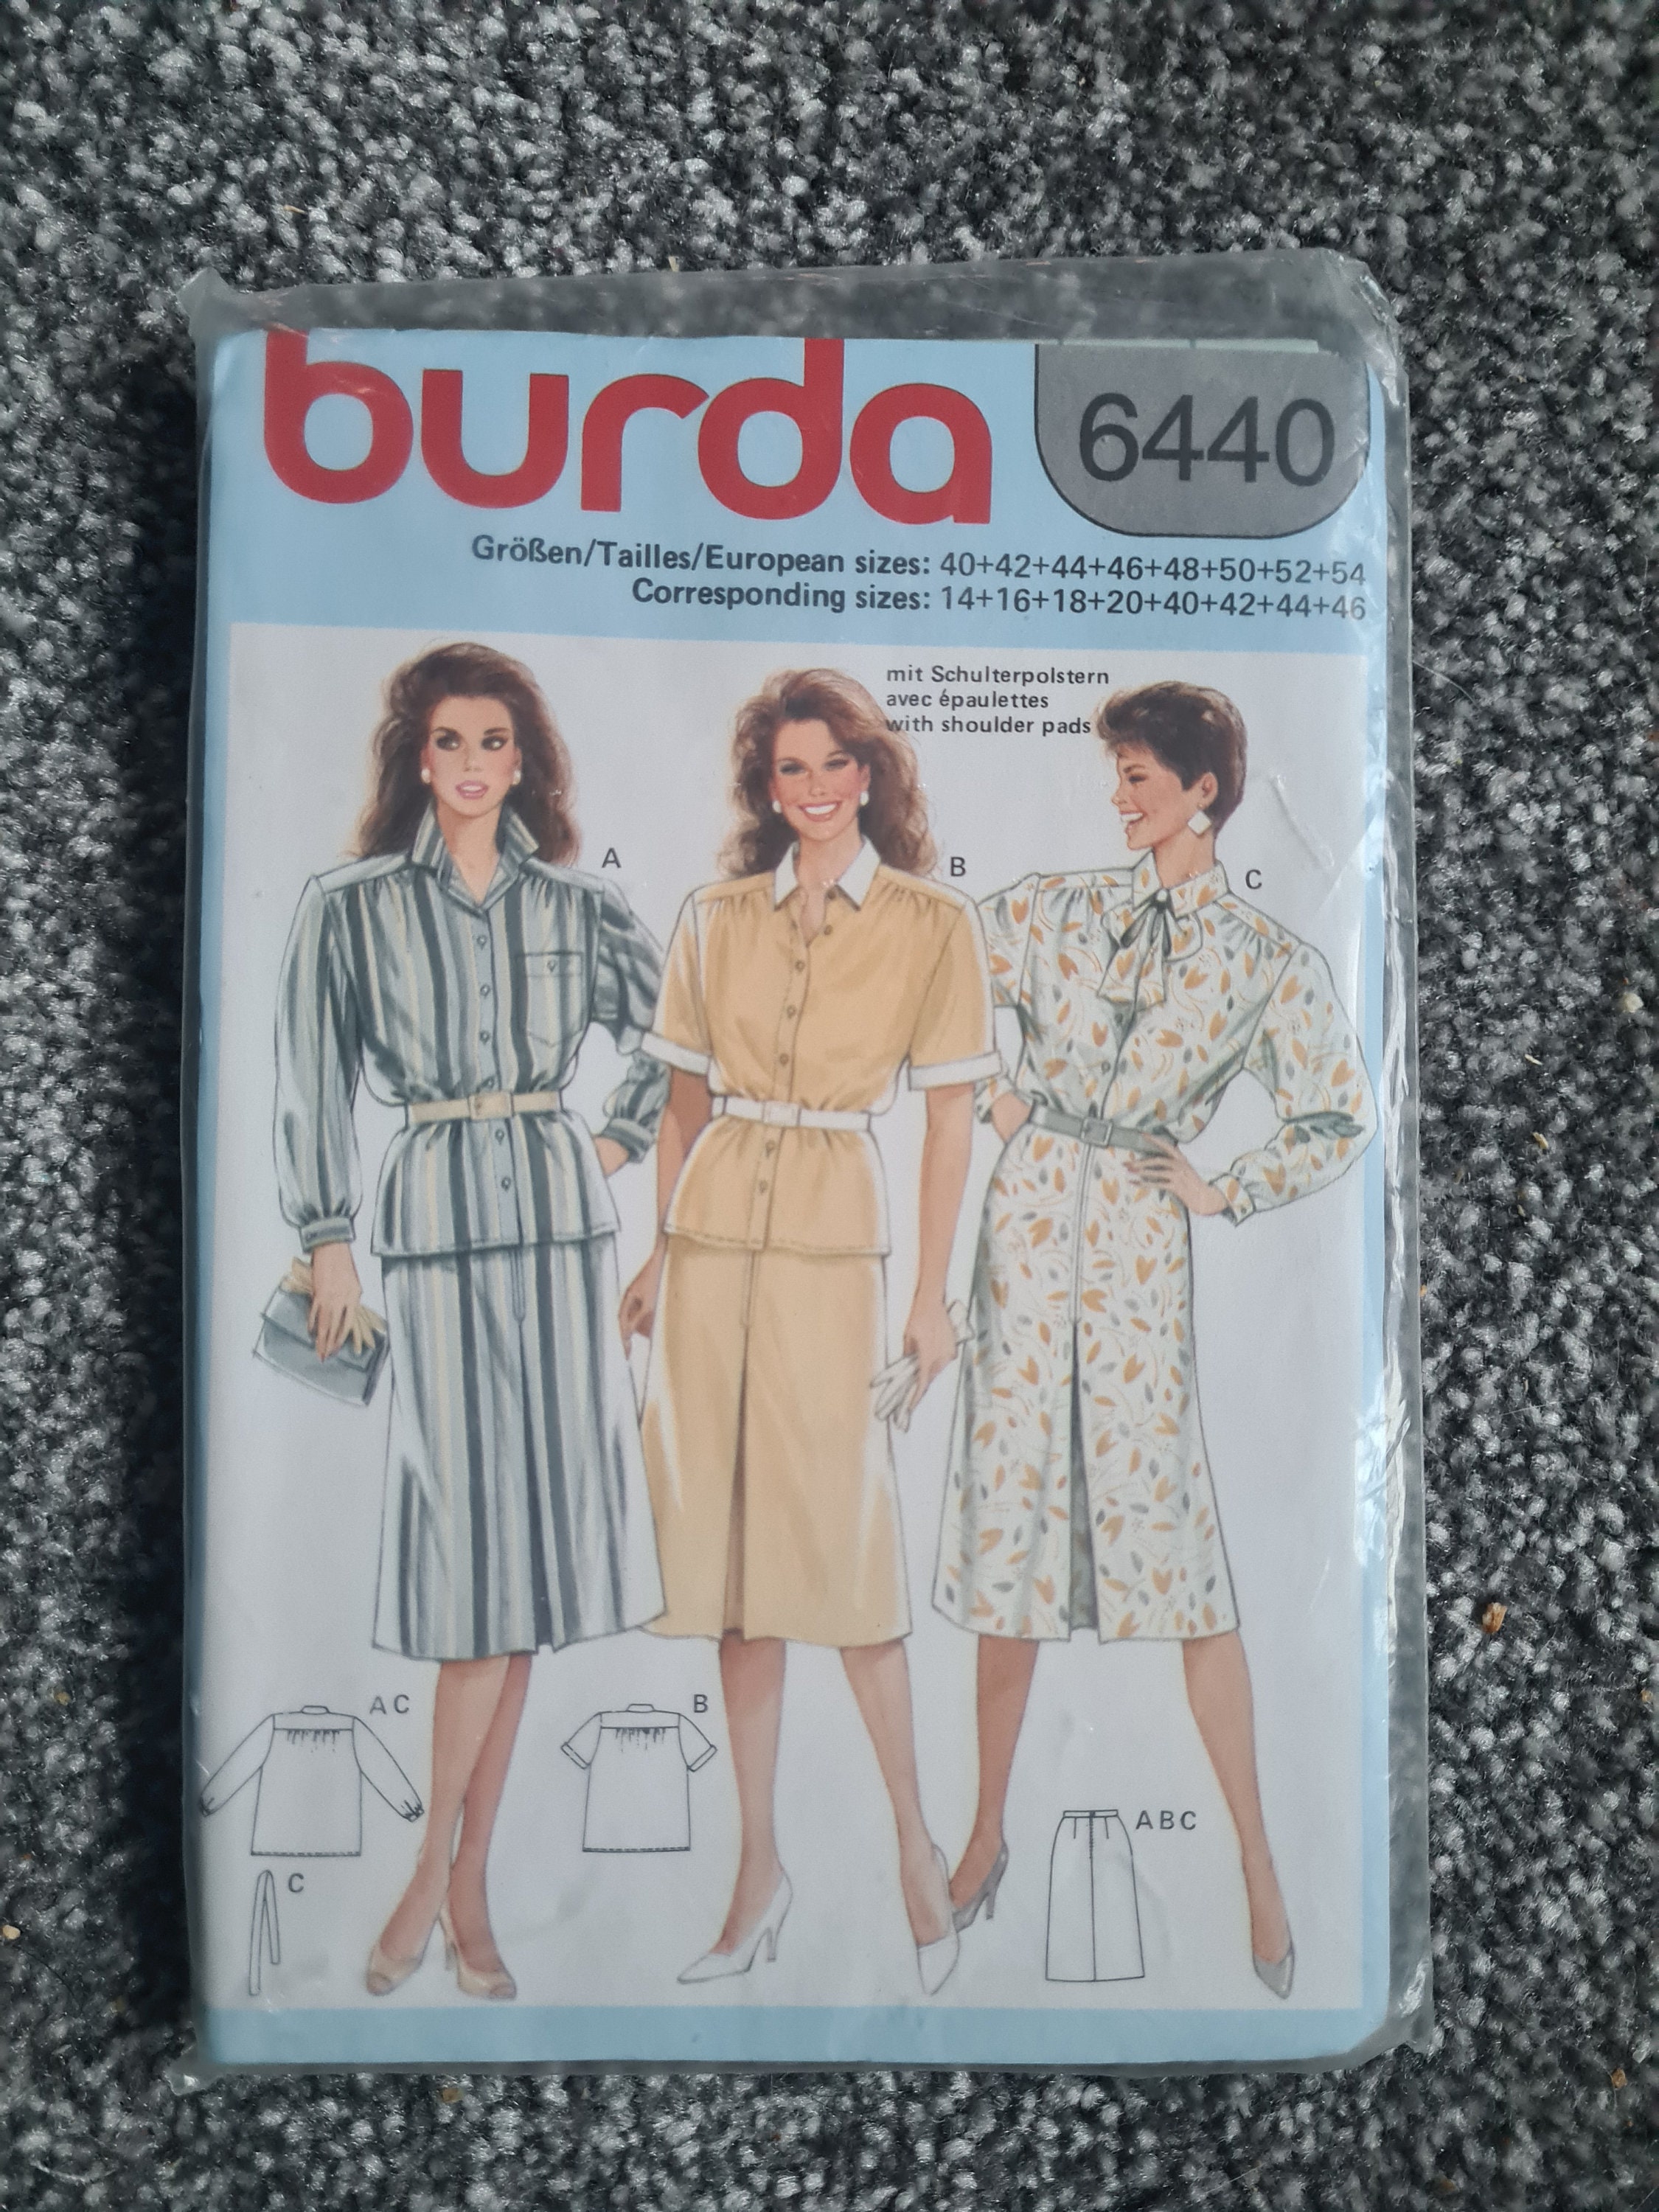 burda
6440
Größen/Tailles/European sizes: 40+42+44+46+48+50+52+54
Corresponding sizes: 14+16+18+20+40+42+44+46
mit Schulterpolstern
avec épaulettes
with shoulder pads
A
B
C
A C
B
C
A B C